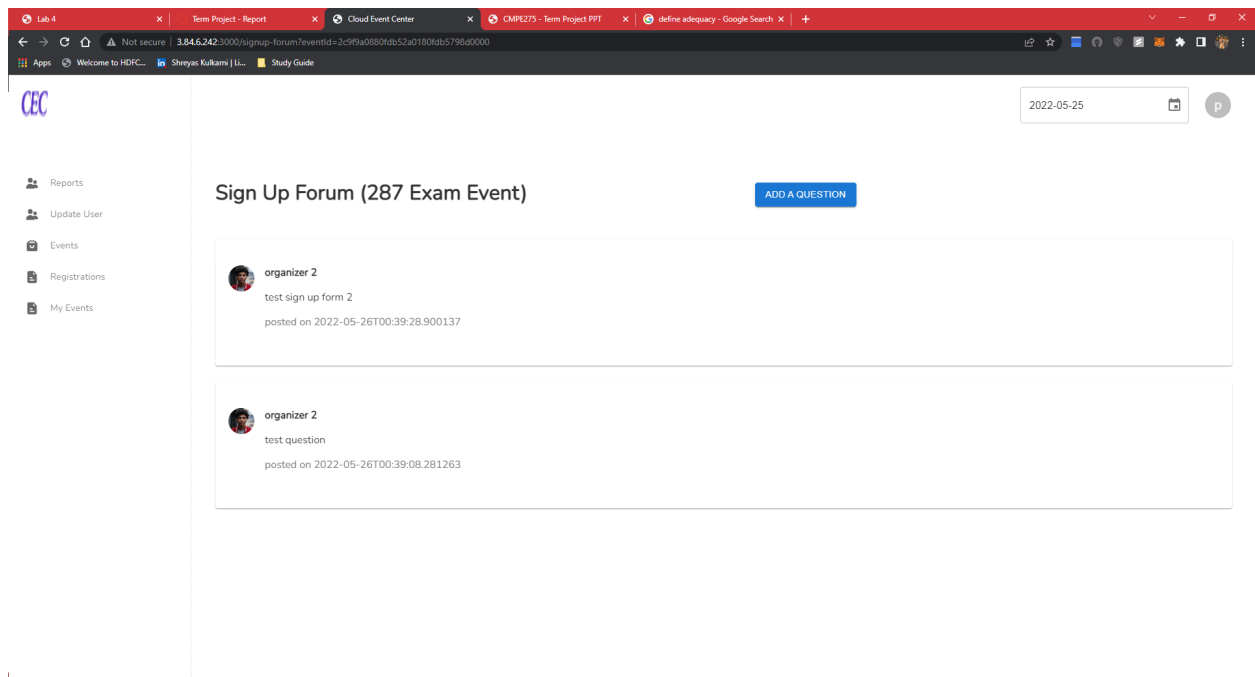 Lab 4
Term Project - Report
Cloud Event Center
CMPE275 - Term Project PPT
define adequacy - Google Search
Not secure | 3.84.6.242:3000/signup-forum?eventId=2c9f9a0880fdb52a0180fdb5798d0000
Apps
Welcome to HDFC...
Shreyas Kulkarni | Li...
Study Guide
CEC
2022-05-25
p
Reports
Update User
Events
Registrations
My Events
Sign Up Forum (287 Exam Event)
ADD A QUESTION
organizer 2
test sign up form 2
posted on 2022-05-26T00:39:28.900137
organizer 2
test question
posted on 2022-05-26T00:39:08.281263